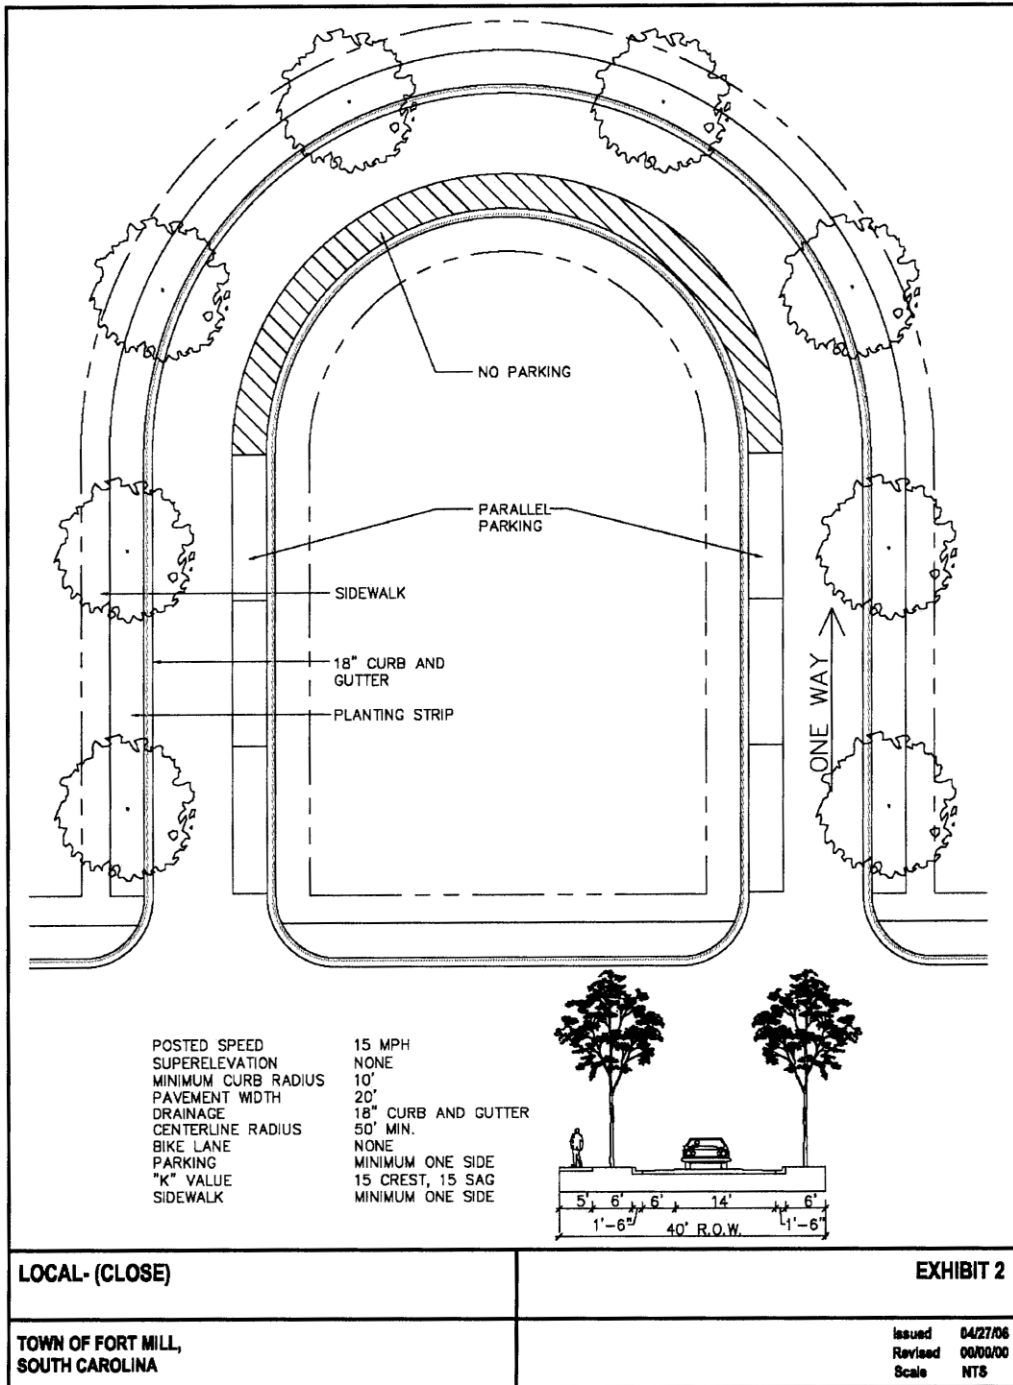 NO PARKING
PARALLEL
PARKING
SIDEWALK
18" CURB AND
GUTTER
PLANTING STRIP
ONE WAY
POSTED SPEED 15 MPH
SUPERELEVATION NONE
MINIMUM CURB RADIUS 10'
PAVEMENT WIDTH 20'
DRAINAGE 18" CURB AND GUTTER
CENTERLINE RADIUS 50' MIN.
BIKE LANE NONE
PARKING MINIMUM ONE SIDE
"K" VALUE 15 CREST, 15 SAG
SIDEWALK MINIMUM ONE SIDE
5' 6' 6' 14' 6'
1'-6" 1'-6"
40' R.O.W.
LOCAL- (CLOSE)
EXHIBIT 2
TOWN OF FORT MILL,
SOUTH CAROLINA
Issued 04/27/06
Revised 00/00/00
Scale NTS